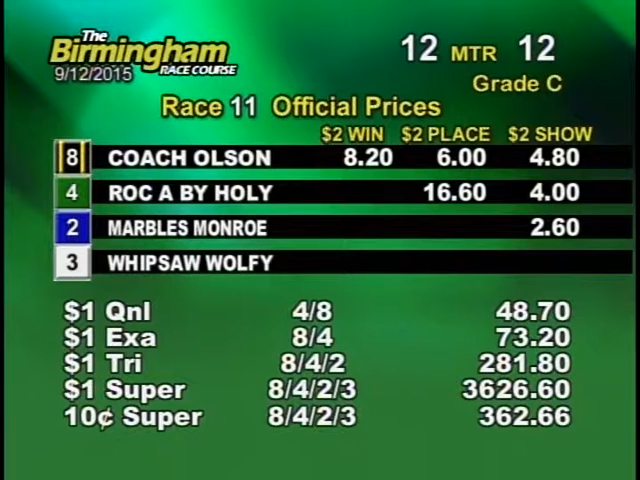 The
Birmingham
RACE COURSE
9/12/2015
12 MTR 12
Grade C
Race 11 Official Prices
$2 WIN $2 PLACE $2 SHOW
8 COACH OLSON 8.20 6.00 4.80
4 ROC A BY HOLY 16.60 4.00
2 MARBLES MONROE 2.60
3 WHIPSAW WOLFY
$1 Qnl 4/8 48.70
$1 Exa 8/4 73.20
$1 Tri 8/4/2 281.80
$1 Super 8/4/2/3 3626.60
10¢ Super 8/4/2/3 362.66